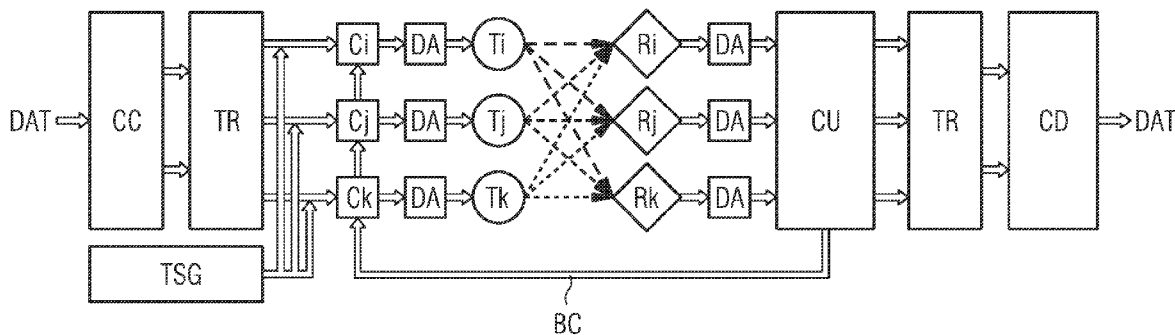 Ci DA Ti Ri DA
DAT CC TR Cj DA Tj Rj DA CU TR CD DAT
Ck DA Tk Rk DA
TSG
BC